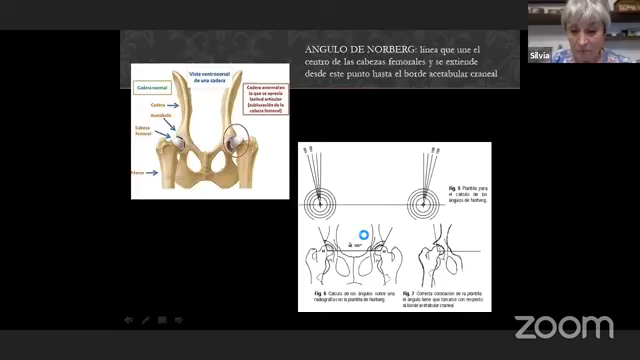 ANGULO DE NORBERG: línea que une el
centro de las cabezas femorales y se extiende
desde este punto hasta el borde acetabular craneal
Silvia
Vista ventrodorsal
de una cadera
Cadera normal
Cadera anormal en
la que se aprecia
laxitud articular
(subluxación de la
cabeza femoral)
Cadera
Acetábulo
Cabeza
femoral
Fémur
Fig. 5 Plantilla para
el cálculo de los
ángulos de Norberg.
Fig. 6 Cálculo de los ángulos sobre una
radiografía con la plantilla de Norberg
Fig. 7 Correcta colocación de la plantilla:
el ángulo tiene que tomarse con respecto
al borde acetabular craneal
zoom